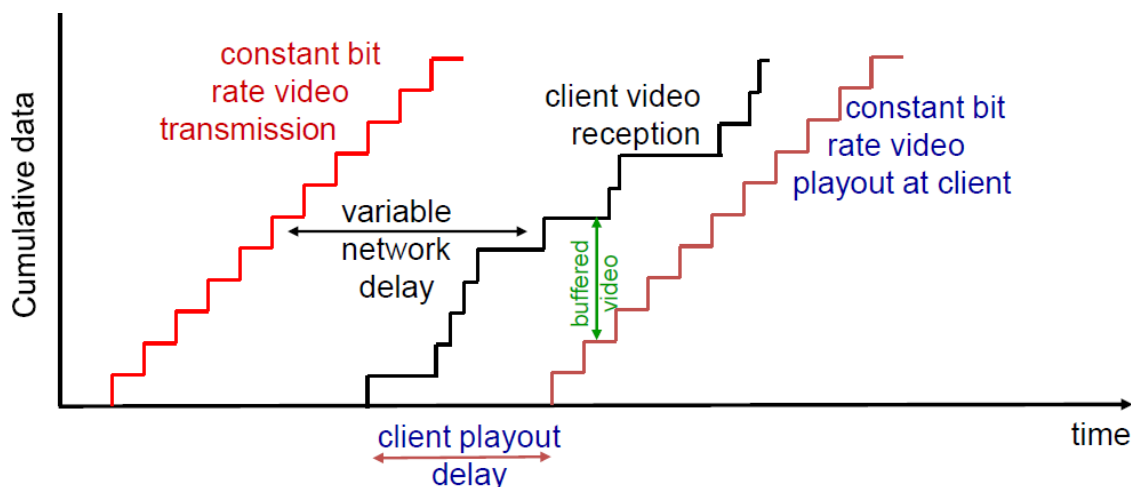 constant bit
rate video
transmission
client video
reception
constant bit
rate video
playout at client
Cumulative data
variable
network
delay
buffered
video
client playout
delay
time